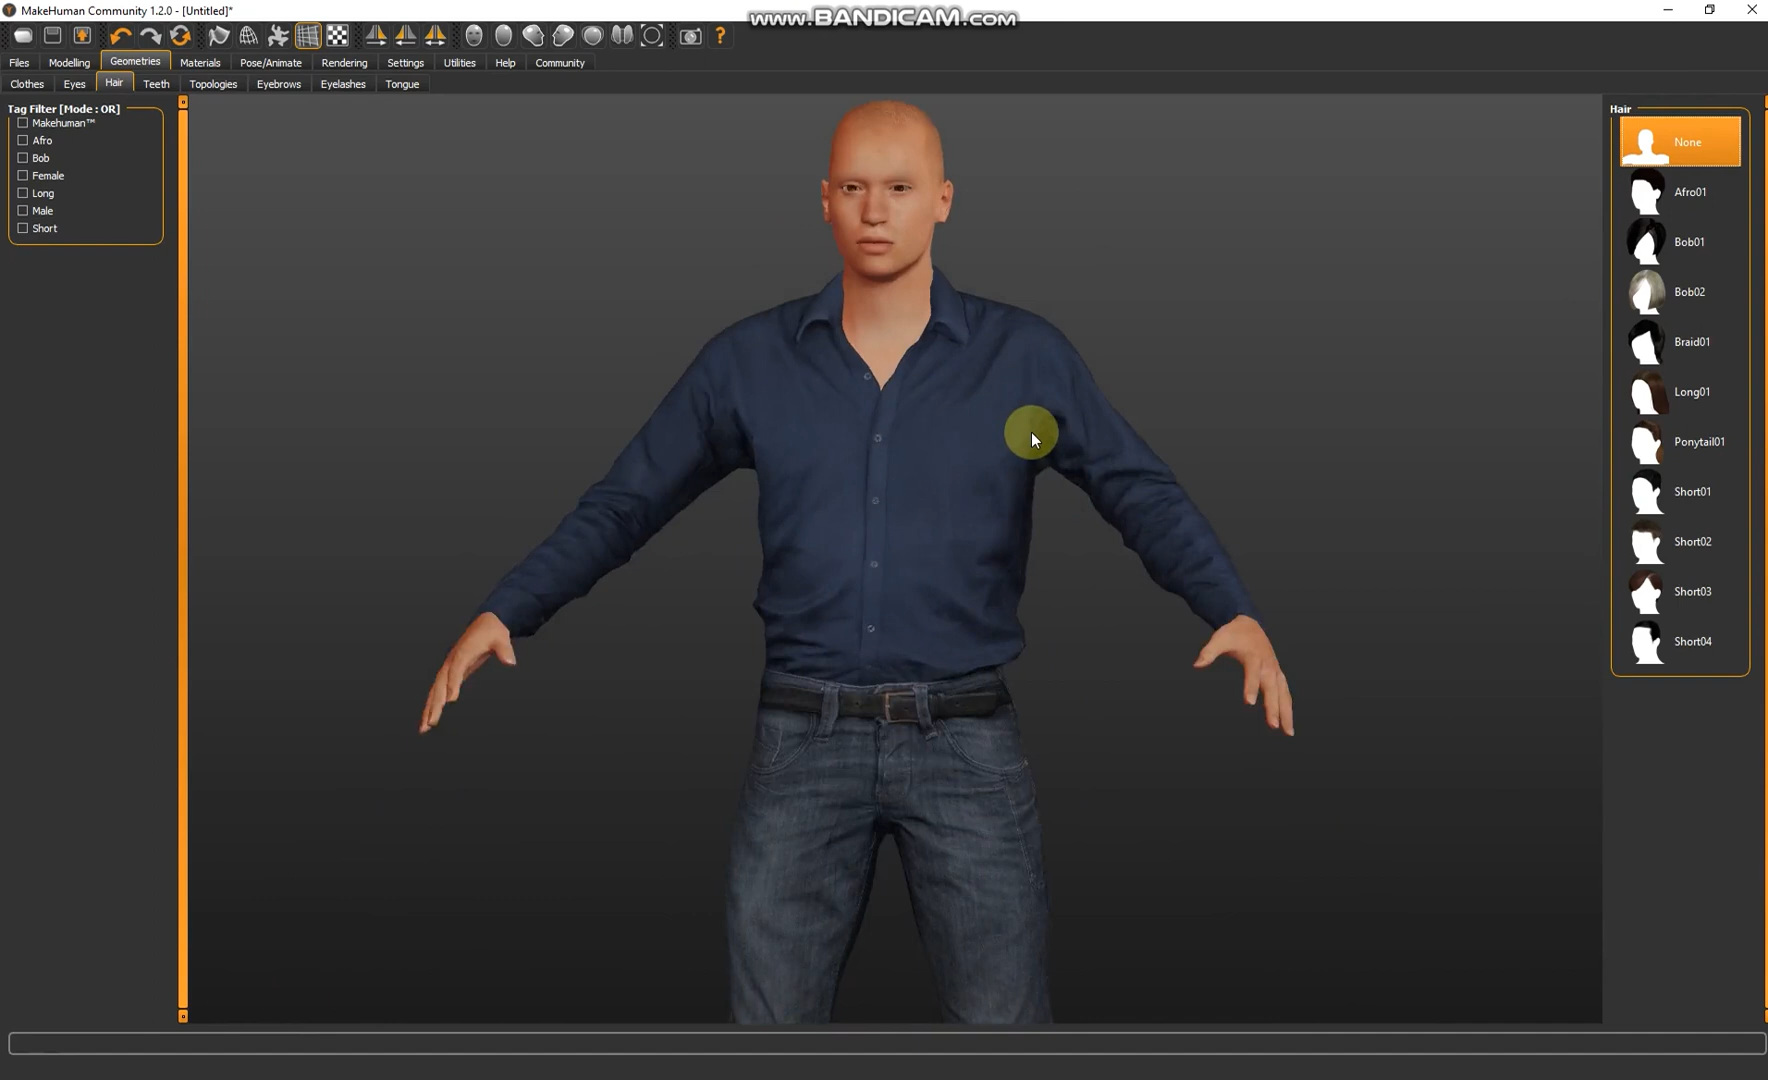 MakeHuman Community 1.2.0 - [Untitled]*
www.BANDICAM.com
Files Modelling Geometries Materials Pose/Animate Rendering Settings Utilities Help Community
Clothes Eyes Hair Teeth Topologies Eyebrows Eyelashes Tongue
Tag Filter [Mode : OR]
Makehuman™
Afro
Bob
Female
Long
Male
Short
Hair
None
Afro01
Bob01
Bob02
Braid01
Long01
Ponytail01
Short01
Short02
Short03
Short04